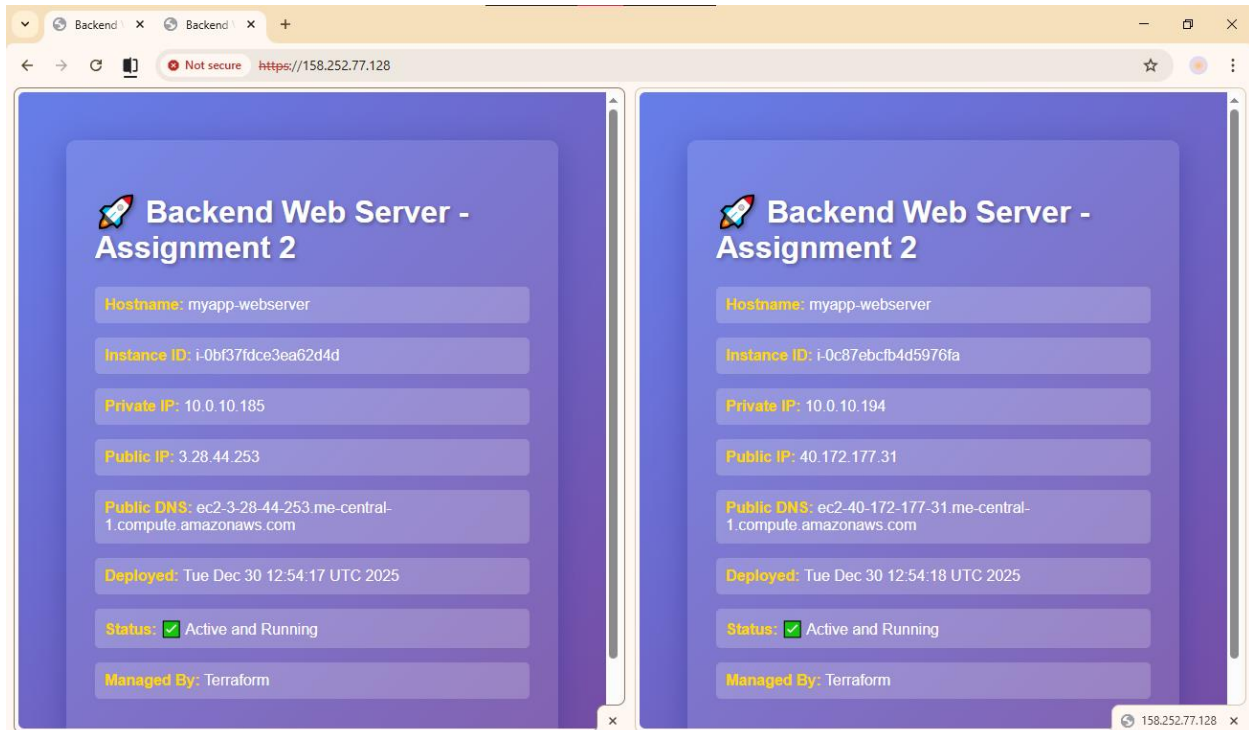 Backend
Backend
Not secure https://158.252.77.128
🚀 Backend Web Server -
Assignment 2
Hostname: myapp-webserver
Instance ID: i-0bf37fdce3ea62d4d
Private IP: 10.0.10.185
Public IP: 3.28.44.253
Public DNS: ec2-3-28-44-253.me-central-
1.compute.amazonaws.com
Deployed: Tue Dec 30 12:54:17 UTC 2025
Status: ✅ Active and Running
Managed By: Terraform
🚀 Backend Web Server -
Assignment 2
Hostname: myapp-webserver
Instance ID: i-0c87ebcfb4d5976fa
Private IP: 10.0.10.194
Public IP: 40.172.177.31
Public DNS: ec2-40-172-177-31.me-central-
1.compute.amazonaws.com
Deployed: Tue Dec 30 12:54:18 UTC 2025
Status: ✅ Active and Running
Managed By: Terraform
158.252.77.128